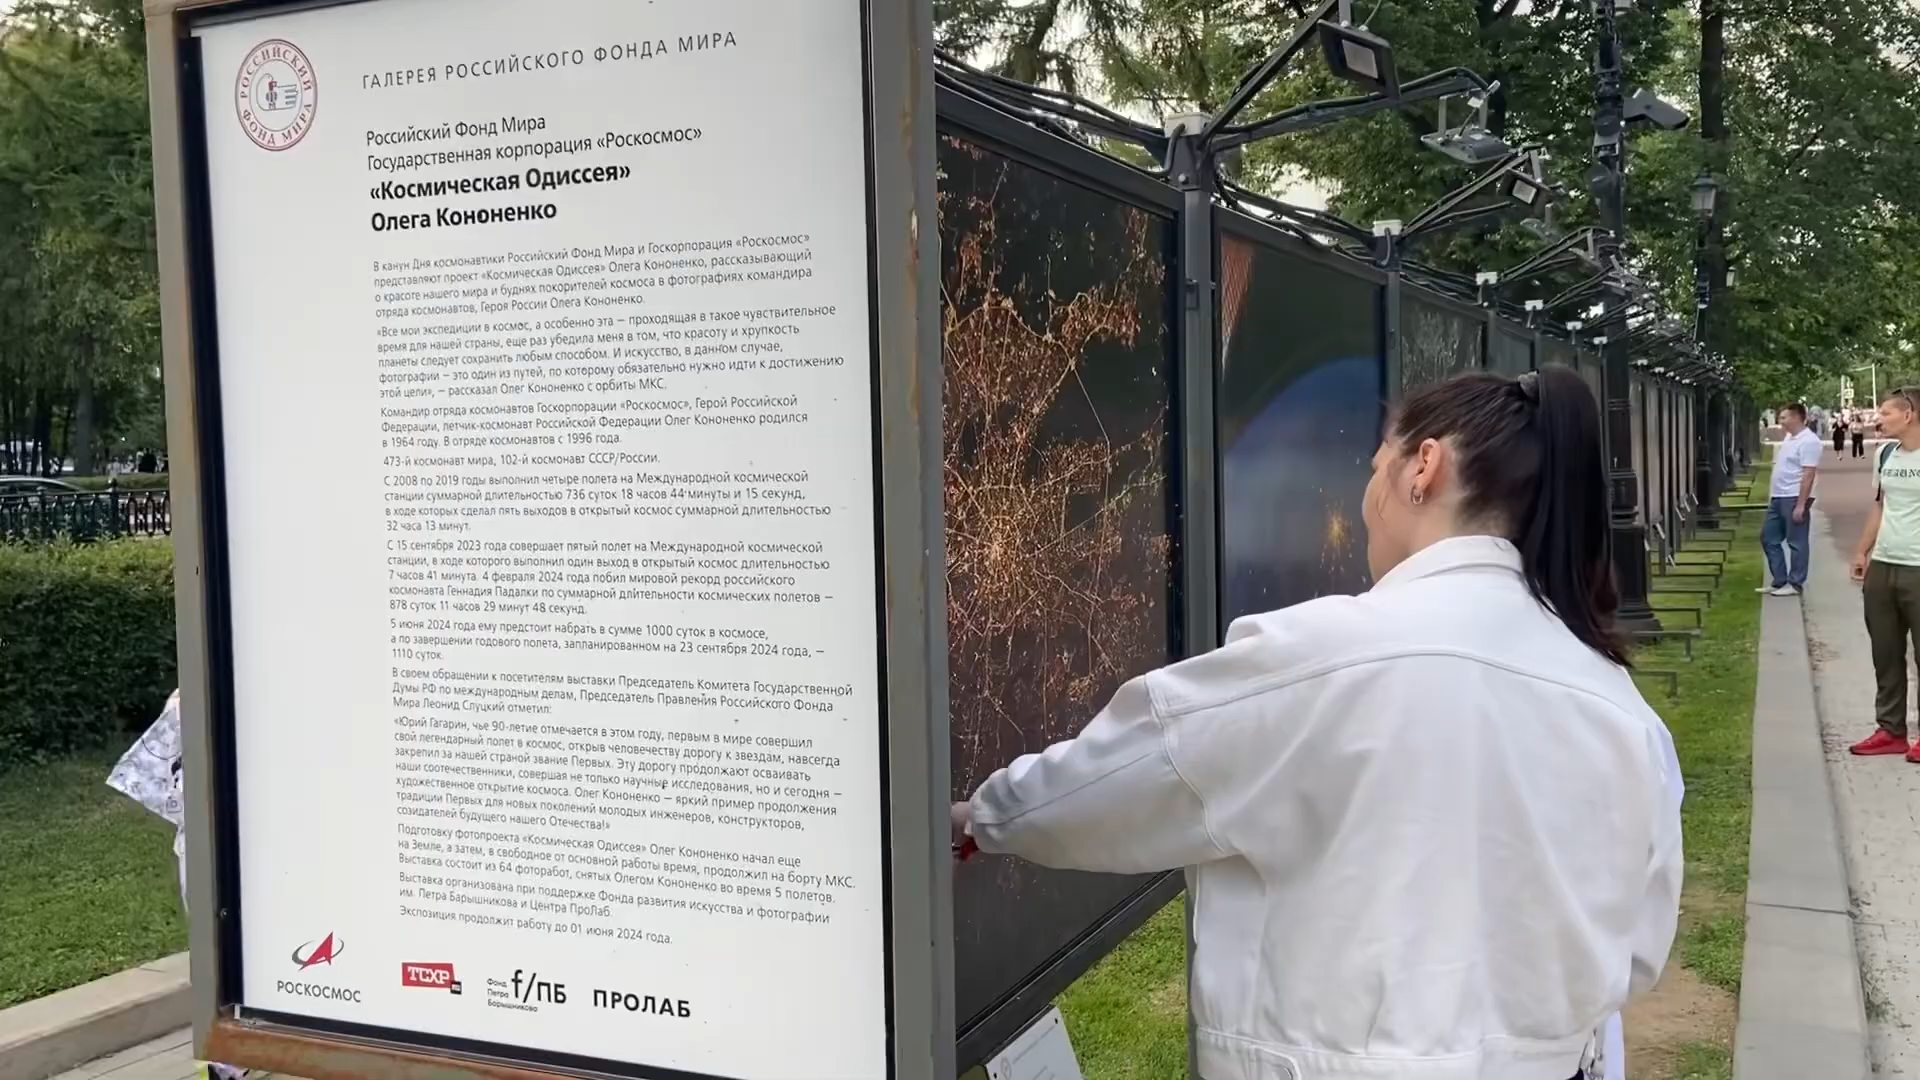 РОССИЙСКИЙ ФОНД МИРА
ГАЛЕРЕЯ РОССИЙСКОГО ФОНДА МИРА
Российский Фонд Мира
Государственная корпорация «Роскосмос»
«Космическая Одиссея»
Олега Кононенко
В канун Дня космонавтики Российский Фонд Мира и Госкорпорация «Роскосмос»
представляют проект «Космическая Одиссея» Олега Кононенко, рассказывающий
о красоте нашего мира и буднях покорителей космоса в фотографиях командира
отряда космонавтов, Героя России Олега Кононенко.
«Все мои экспедиции в космос, а особенно эта – проходящая в такое чувствительное
время для нашей страны, еще раз убедила меня в том, что красоту и хрупкость
планеты следует сохранить любым способом. И искусство, в данном случае,
фотографии – это один из путей, по которому обязательно нужно идти к достижению
этой цели», – рассказал Олег Кононенко с орбиты МКС.
Командир отряда космонавтов Госкорпорации «Роскосмос», Герой Российской
Федерации, летчик-космонавт Российской Федерации Олег Кононенко родился
в 1964 году. В отряде космонавтов с 1996 года.
473-й космонавт мира, 102-й космонавт СССР/России.
С 2008 по 2019 годы выполнил четыре полета на Международной космической
станции суммарной длительностью 736 суток 18 часов 44 минуты и 15 секунд,
в ходе которых сделал пять выходов в открытый космос суммарной длительностью
32 часа 13 минут.
С 15 сентября 2023 года совершает пятый полет на Международной космической
станции, в ходе которого выполнил один выход в открытый космос длительностью
7 часов 41 минута. 4 февраля 2024 года побил мировой рекорд российского
космонавта Геннадия Падалки по суммарной длительности космических полетов –
878 суток 11 часов 29 минут 48 секунд.
5 июня 2024 года ему предстоит набрать в сумме 1000 суток в космосе,
а по завершении годового полета, запланированном на 23 сентября 2024 года, –
1110 суток.
В своем обращении к посетителям выставки Председатель Комитета Государственной
Думы РФ по международным делам, Председатель Правления Российского Фонда
Мира Леонид Слуцкий отметил:
«Юрий Гагарин, чье 90-летие отмечается в этом году, первым в мире совершил
свой легендарный полет в космос, открыв человечеству дорогу к звездам, навсегда
закрепил за нашей страной звание Первых. Эту дорогу продолжают осваивать
наши соотечественники, совершая не только научные исследования, но и сегодня –
художественное открытие космоса. Олег Кононенко – яркий пример продолжения
традиции Первых для новых поколений молодых инженеров, конструкторов,
созидателей будущего нашего Отечества!»
Подготовку фотопроекта «Космическая Одиссея» Олег Кононенко начал еще
на Земле, а затем, в свободное от основной работы время, продолжил на борту МКС.
Выставка состоит из 64 фоторабот, снятых Олегом Кононенко во время 5 полетов.
Выставка организована при поддержке Фонда развития искусства и фотографии
им. Петра Барышникова и Центра ПроЛаб.
Экспозиция продолжит работу до 01 июня 2024 года.
РОСКОСМОС
ТСХР
Фонд
Петра
Барышникова
f/ПБ
ПРОЛАБ